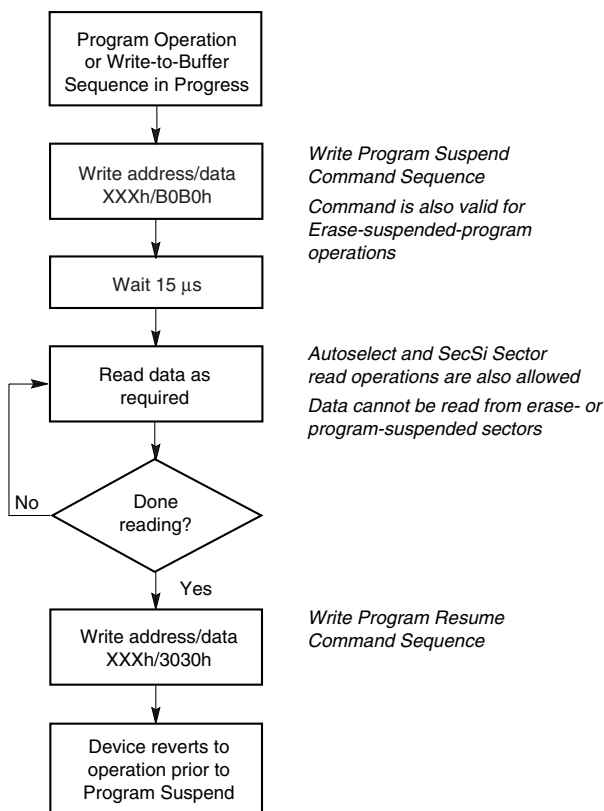 Program Operation
or Write-to-Buffer
Sequence in Progress
Write address/data
XXXh/B0B0h
Write Program Suspend
Command Sequence
Command is also valid for
Erase-suspended-program
operations
Wait 15 μs
Read data as
required
Autoselect and SecSi Sector
read operations are also allowed
Data cannot be read from erase- or
program-suspended sectors
No
Done
reading?
Yes
Write address/data
XXXh/3030h
Write Program Resume
Command Sequence
Device reverts to
operation prior to
Program Suspend